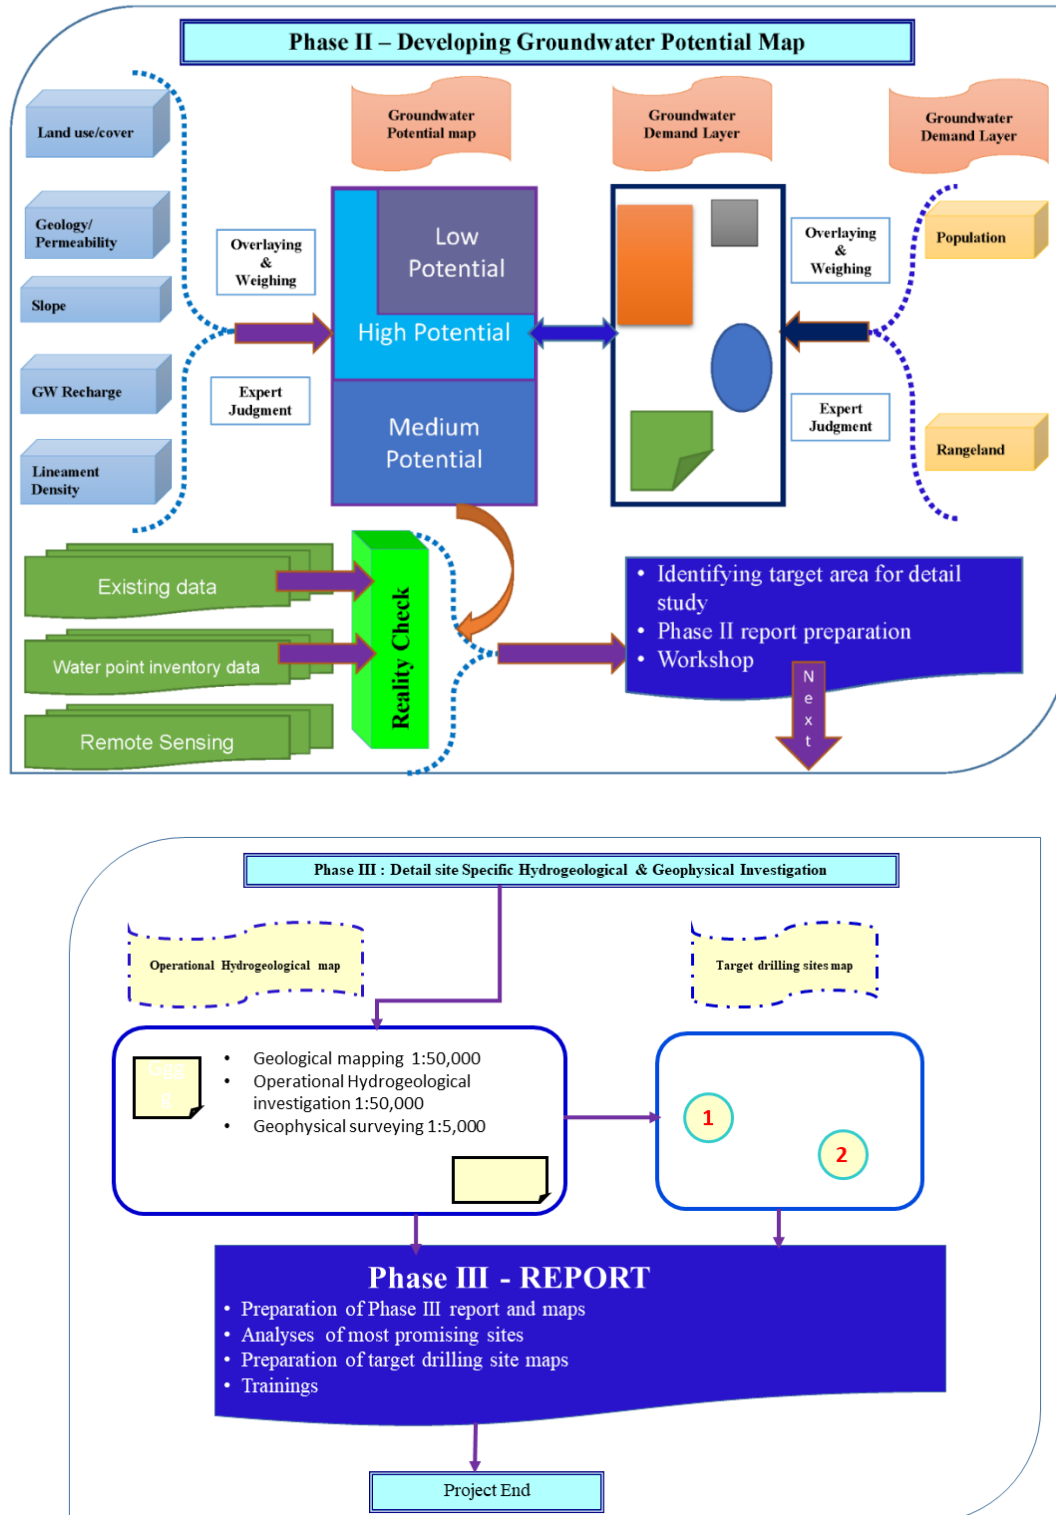 Phase II – Developing Groundwater Potential Map
Land use/cover
Geology/
Permeability
Slope
GW Recharge
Lineament
Density
Overlaying
&
Weighing
Expert
Judgment
Groundwater
Potential map
Low
Potential
High Potential
Medium
Potential
Groundwater
Demand Layer
Groundwater
Demand Layer
Overlaying
&
Weighing
Expert
Judgment
Population
Rangeland
Existing data
Water point inventory data
Remote Sensing
Reality Check
• Identifying target area for detail
study
• Phase II report preparation
• Workshop
N
e
x
t
Phase III : Detail site Specific Hydrogeological & Geophysical Investigation
Operational Hydrogeological map
Target drilling sites map
• Geological mapping 1:50,000
• Operational Hydrogeological
investigation 1:50,000
• Geophysical surveying 1:5,000
1
2
Phase III - REPORT
• Preparation of Phase III report and maps
• Analyses of most promising sites
• Preparation of target drilling site maps
• Trainings
Project End